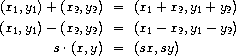 (x₁, y₁) + (x₂, y₂) = (x₁ + x₂, y₁ + y₂)
(x₁, y₁) − (x₂, y₂) = (x₁ − x₂, y₁ − y₂)
s · (x, y) = (sx, sy)